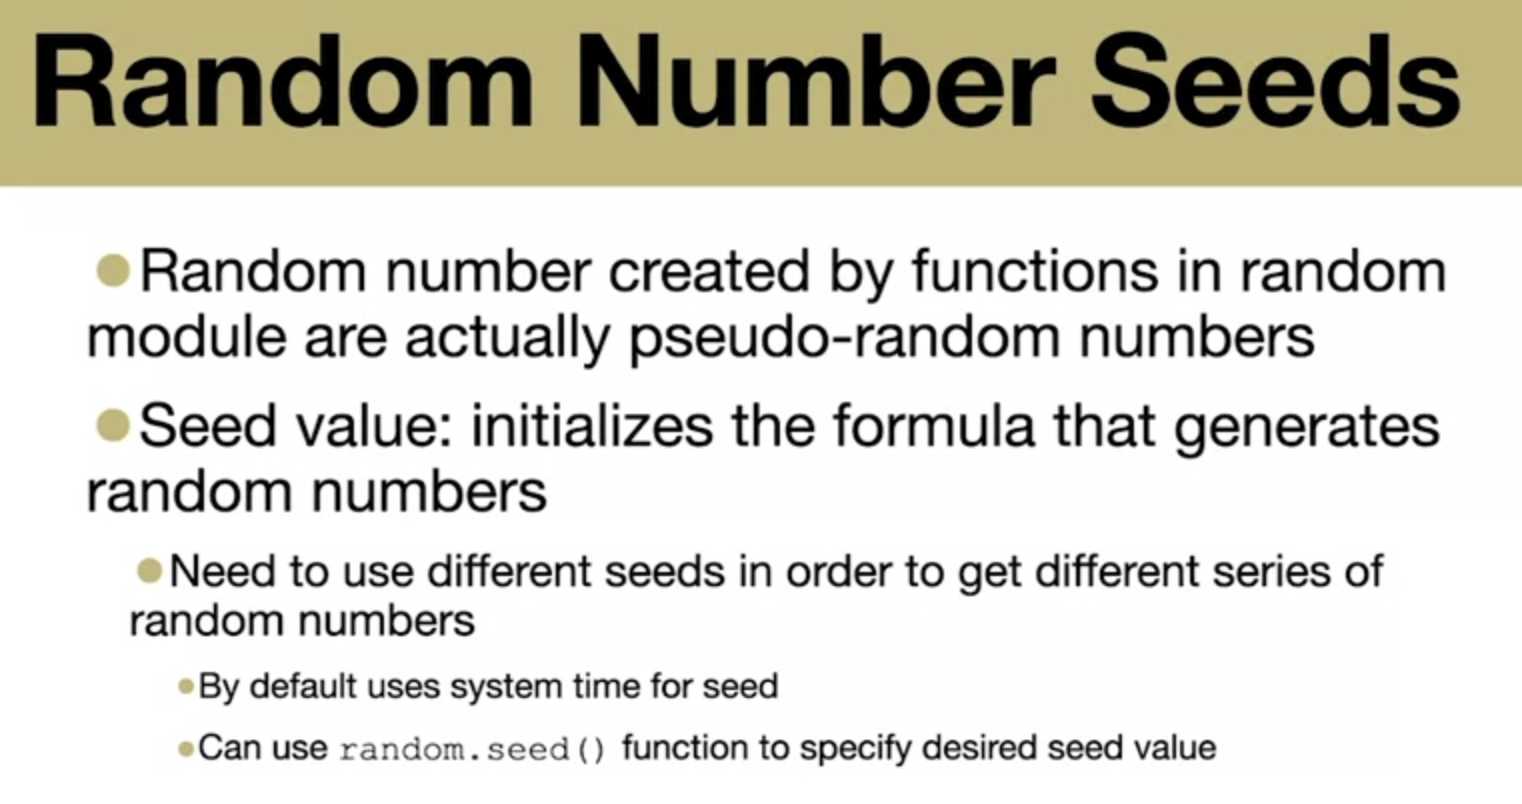 Random Number Seeds
Random number created by functions in random
module are actually pseudo-random numbers
Seed value: initializes the formula that generates
random numbers
Need to use different seeds in order to get different series of
random numbers
By default uses system time for seed
Can use random.seed() function to specify desired seed value